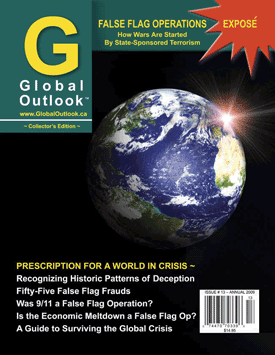 FALSE FLAG OPERATIONS
How Wars Are Started
By State-Sponsored Terrorism
EXPOSÉ
G
Global
Outlook™
www.GlobalOutlook.ca
~ Collector's Edition ~
PRESCRIPTION FOR A WORLD IN CRISIS ~
Recognizing Historic Patterns of Deception
Fifty-Five False Flag Frauds
Was 9/11 a False Flag Operation?
Is the Economic Meltdown a False Flag Op?
A Guide to Surviving the Global Crisis
ISSUE # 13 - ANNUAL 2009
$14.95